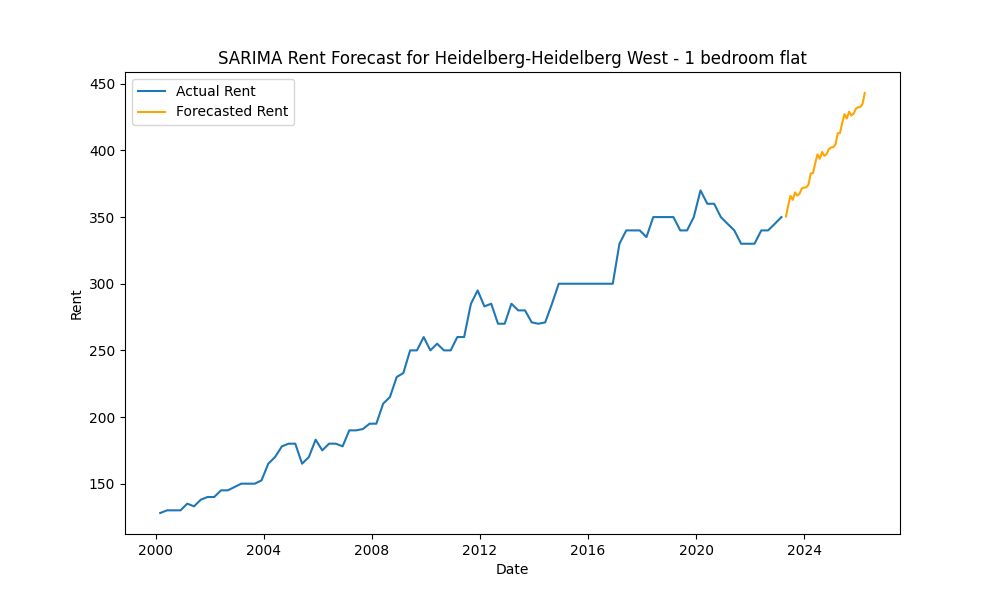 SARIMA Rent Forecast for Heidelberg-Heidelberg West - 1 bedroom flat
Actual Rent
Forecasted Rent
450
400
350
300
250
200
150
Rent
2000 2004 2008 2012 2016 2020 2024
Date